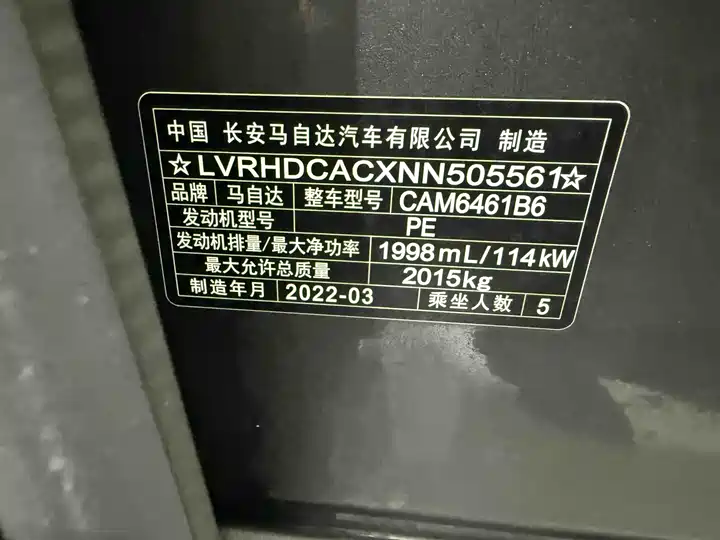 中国 长安马自达汽车有限公司 制造
☆LVRHDCACXNN505561☆
品牌 马自达 整车型号 CAM6461B6
发动机型号 PE
发动机排量/最大净功率 1998mL/114kW
最大允许总质量 2015kg
制造年月 2022-03 乘坐人数 5